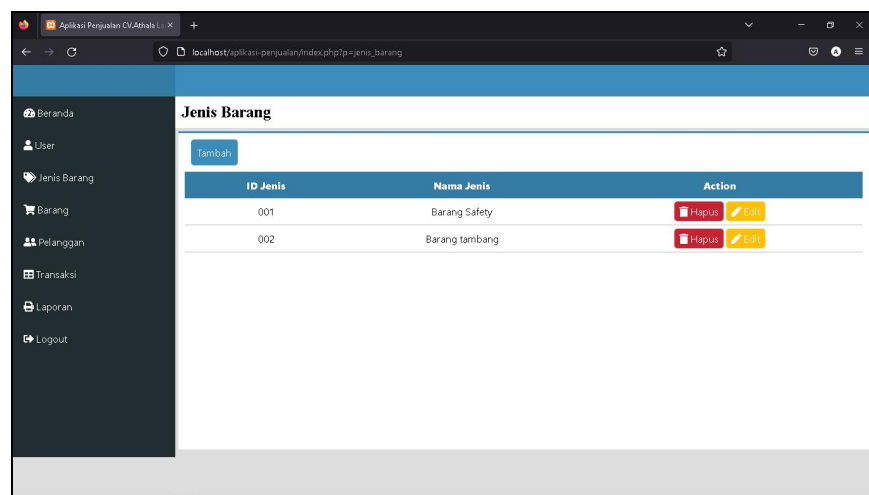 Aplikasi Penjualan CV.Athala La
localhost/aplikasi-penjualan/index.php?p=jenis_barang
Beranda
User
Jenis Barang
Barang
Pelanggan
Transaksi
Laporan
Logout
Jenis Barang
Tambah
ID Jenis Nama Jenis Action
001 Barang Safety Hapus Edit
002 Barang tambang Hapus Edit